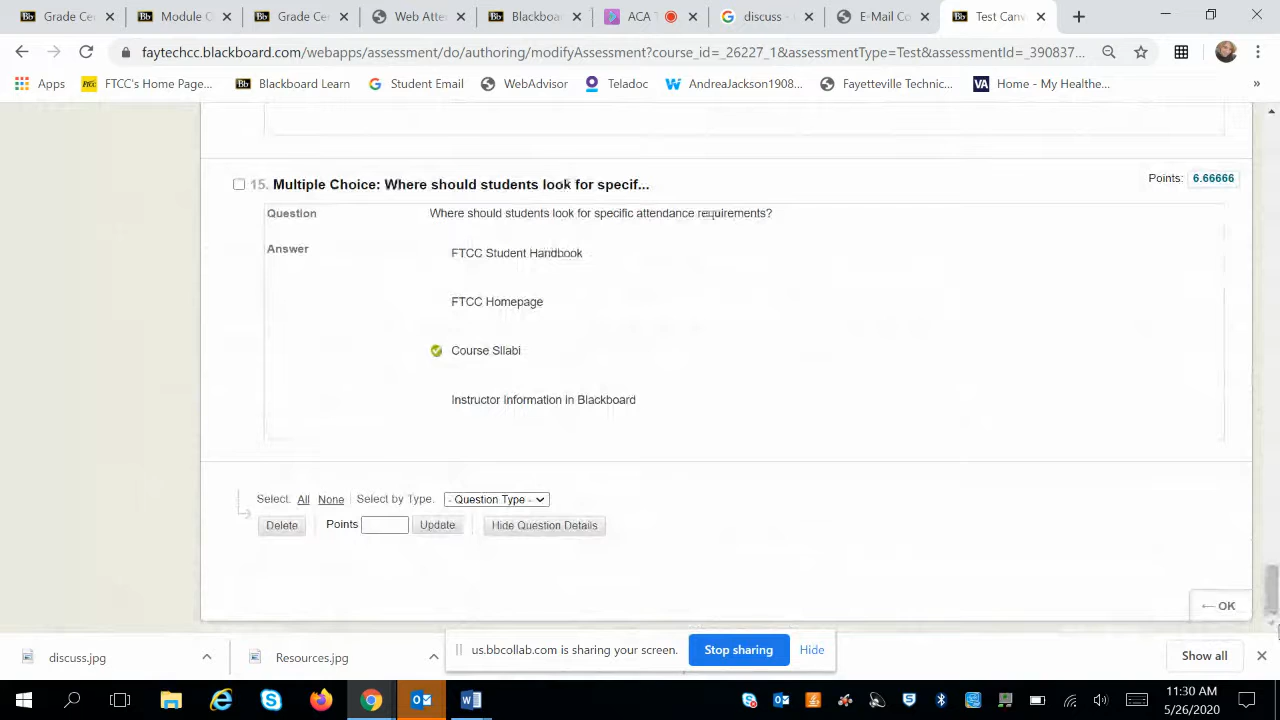 Grade Cer
Module C
Grade Cer
Web Atte
Blackboa
ACA T
discuss -
E-Mail Co
Test Canv
faytechcc.blackboard.com/webapps/assessment/do/authoring/modifyAssessment?course_id=_26227_1&assessmentType=Test&assessmentId=_390837...
Apps
FTCC's Home Page...
Blackboard Learn
Student Email
WebAdvisor
Teladoc
AndreaJackson1908...
Fayetteville Technic...
Home - My Healthe...
»
15. Multiple Choice: Where should students look for specif...
Points: 6.66666
Question Where should students look for specific attendance requirements?
Answer FTCC Student Handbook
FTCC Homepage
Course Sllabi
Instructor Information in Blackboard
Select: All None Select by Type: - Question Type -
Delete Points Update Hide Question Details
← OK
discuss.jpg
Resources.jpg
us.bbcollab.com is sharing your screen. Stop sharing Hide
Show all
11:30 AM
5/26/2020